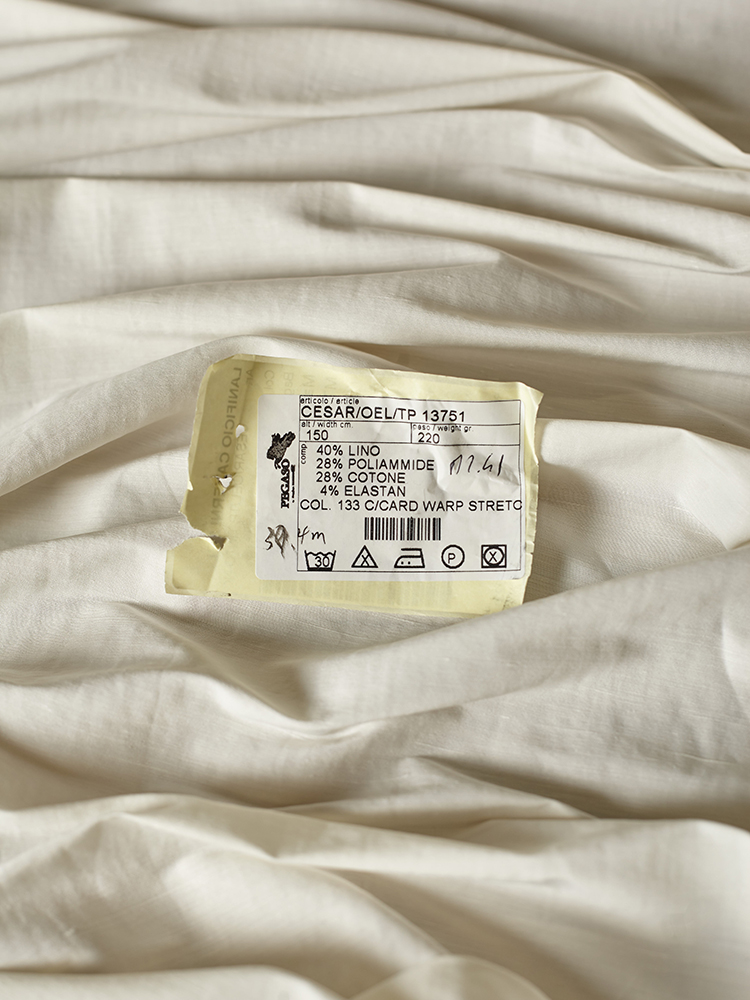 articolo / article
CESAR/OEL/TP 13751
alt / width cm.
peso / weight gr.
150
220
comp
40% LINO
28% POLIAMMIDE
28% COTONE
4% ELASTAN
COL. 133 C/CARD WARP STRETC
PEGASO
30
P
X
LANIFICIO